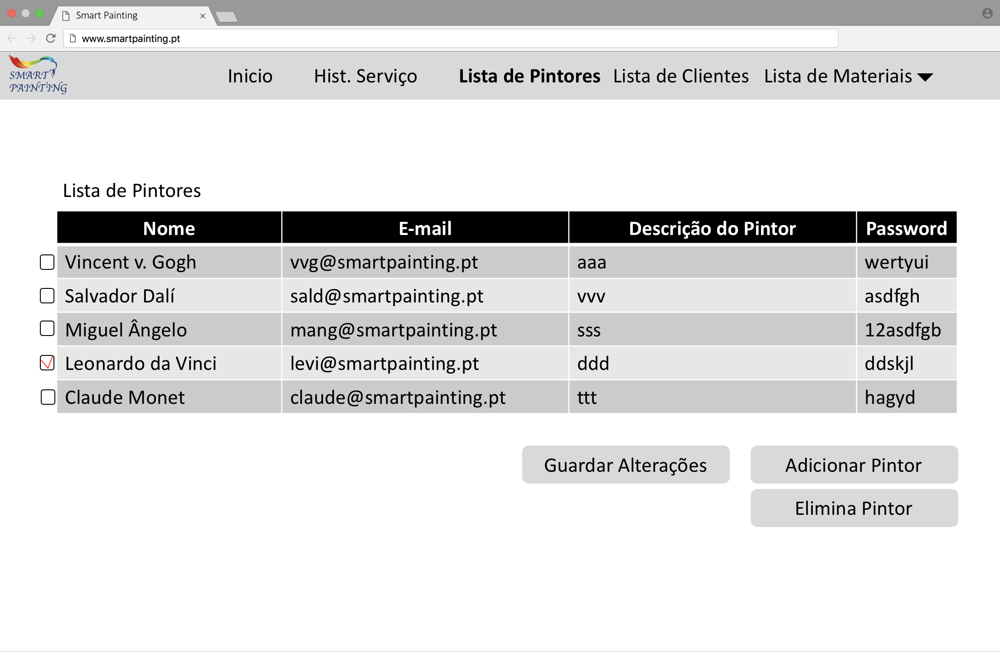 Smart Painting
www.smartpainting.pt
SMART
PAINTING
Inicio Hist. Serviço Lista de Pintores Lista de Clientes Lista de Materiais
Lista de Pintores
Nome E-mail Descrição do Pintor Password
Vincent v. Gogh vvg@smartpainting.pt aaa wertyui
Salvador Dalí sald@smartpainting.pt vvv asdfgh
Miguel Ângelo mang@smartpainting.pt sss 12asdfgb
Leonardo da Vinci levi@smartpainting.pt ddd ddskjl
Claude Monet claude@smartpainting.pt ttt hagyd
Guardar Alterações Adicionar Pintor
Elimina Pintor